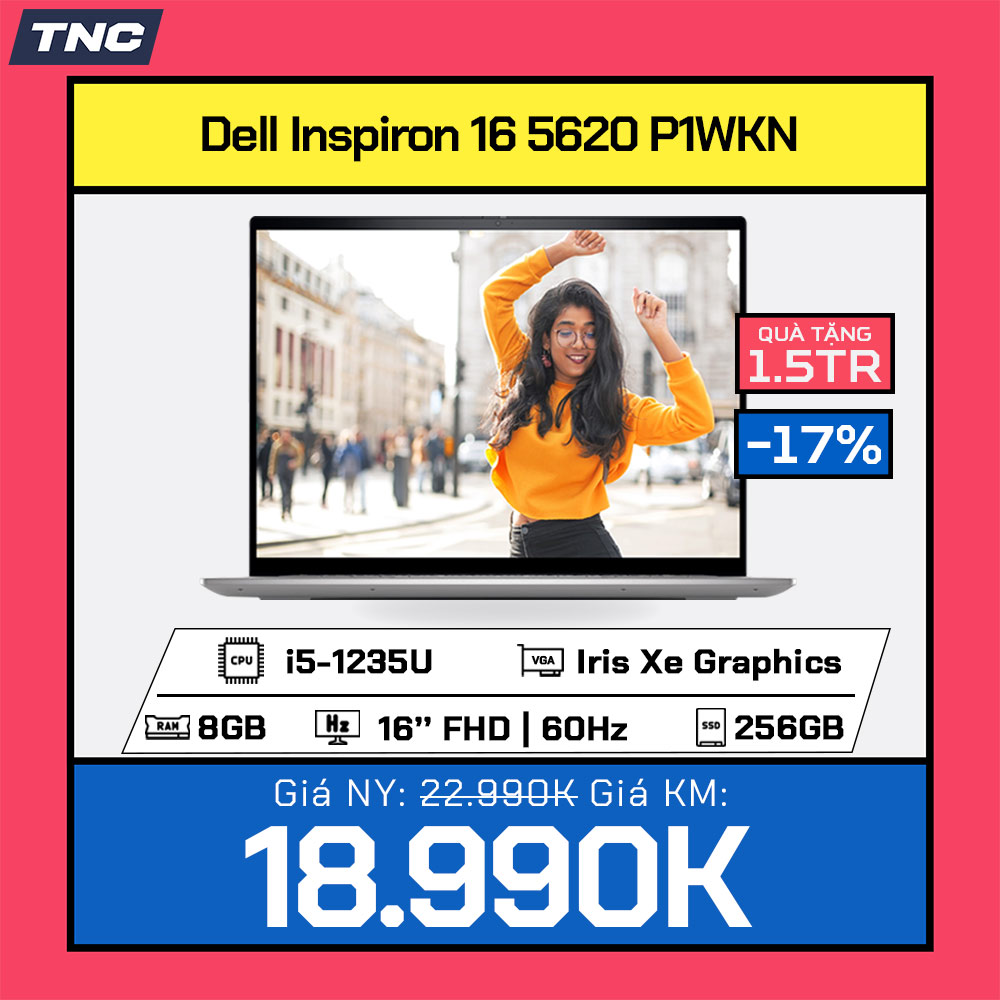 TNC
Dell Inspiron 16 5620 P1WKN
QUÀ TẶNG
1.5TR
-17%
CPU i5-1235U VGA Iris Xe Graphics
RAM 8GB Hz 16’’ FHD | 60Hz SSD 256GB
Giá NY: 22.990K Giá KM:
18.990K